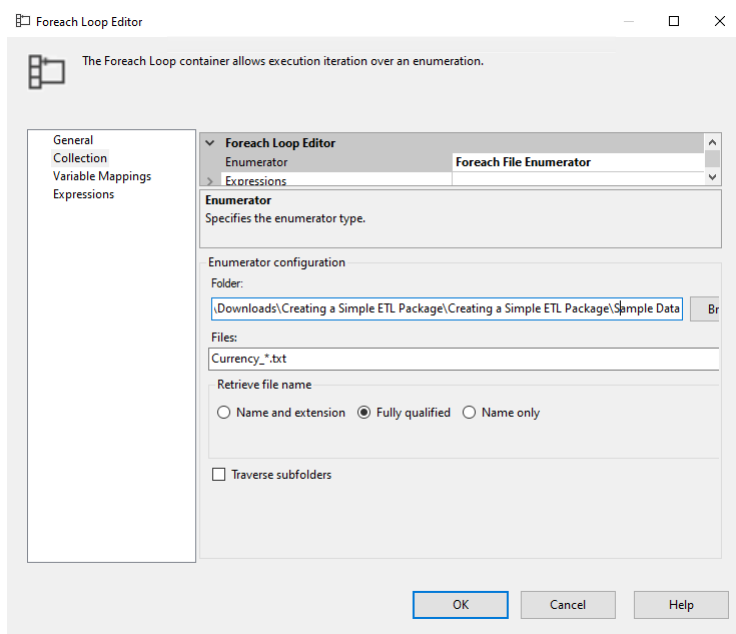 Foreach Loop Editor
The Foreach Loop container allows execution iteration over an enumeration.
General
Collection
Variable Mappings
Expressions
Foreach Loop Editor
Enumerator Foreach File Enumerator
Expressions
Enumerator
Specifies the enumerator type.
Enumerator configuration
Folder:
\Downloads\Creating a Simple ETL Package\Creating a Simple ETL Package\Sample Data
Br
Files:
Currency_*.txt
Retrieve file name
Name and extension Fully qualified Name only
Traverse subfolders
OK Cancel Help